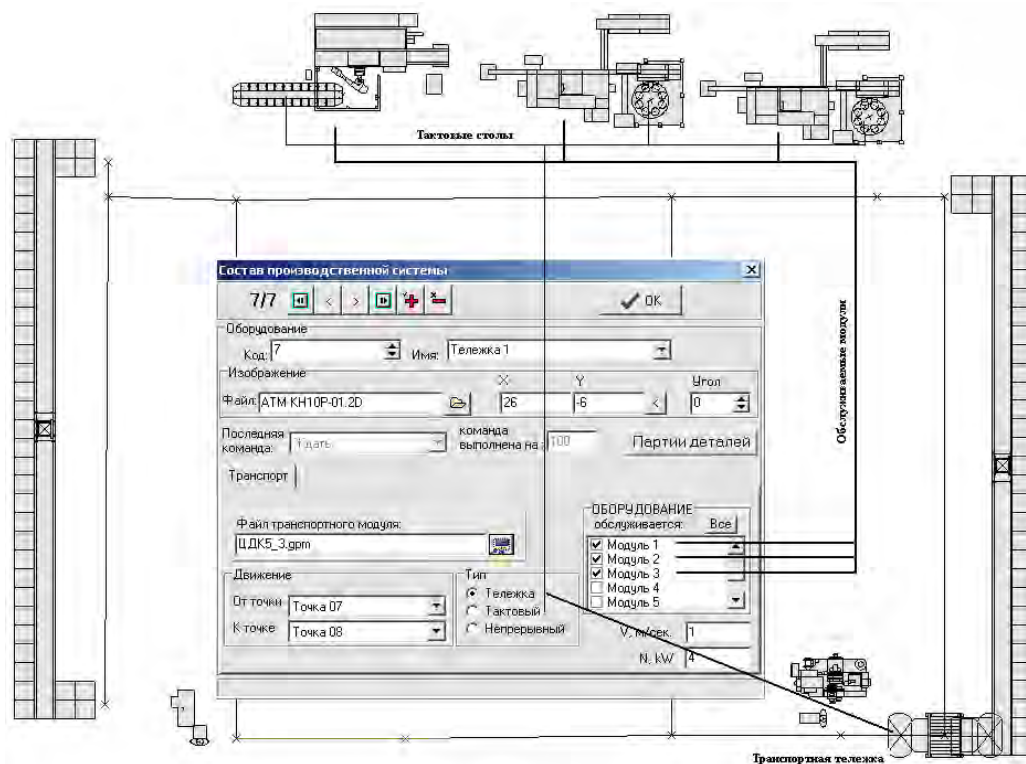 Тактовые столы
Состав производственной системы
7/7
OK
Оборудование
Код: 7
Имя: Тележка 1
Изображение
X
Y
Угол
Файл: ATM-KH10P-01.2D
26
-6
<
0
Последняя команда:
команда выполнена на
100
Партии деталей
Транспорт
Обслуживаемые модули
Файл транспортного модуля:
ЦДК5_3.gpm
ОБОРУДОВАНИЕ
обслуживается:
Все
Модуль 1
Модуль 2
Модуль 3
Модуль 4
Модуль 5
Движение
От точки
Точка 07
К точке
Точка 08
Тип
Тележка
Тактовый
Непрерывный
V, м/сек.
1
N, kW
4
Транспортная тележка